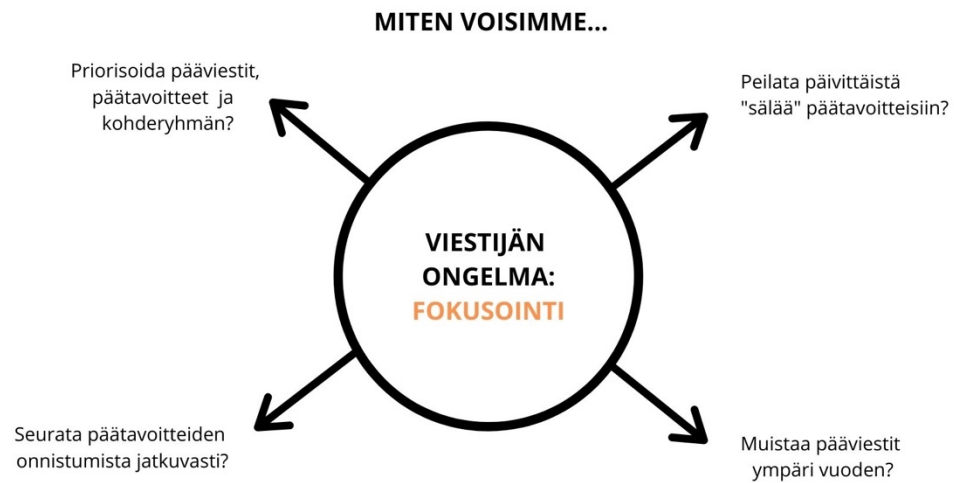 MITEN VOISIMME...
Priorisoida pääviestit,
päätavoitteet ja
kohderyhmän?
Peilata päivittäistä
"sälää" päätavoitteisiin?
VIESTIJÄN
ONGELMA:
FOKUSOINTI
Seurata päätavoitteiden
onnistumista jatkuvasti?
Muistaa pääviestit
ympäri vuoden?